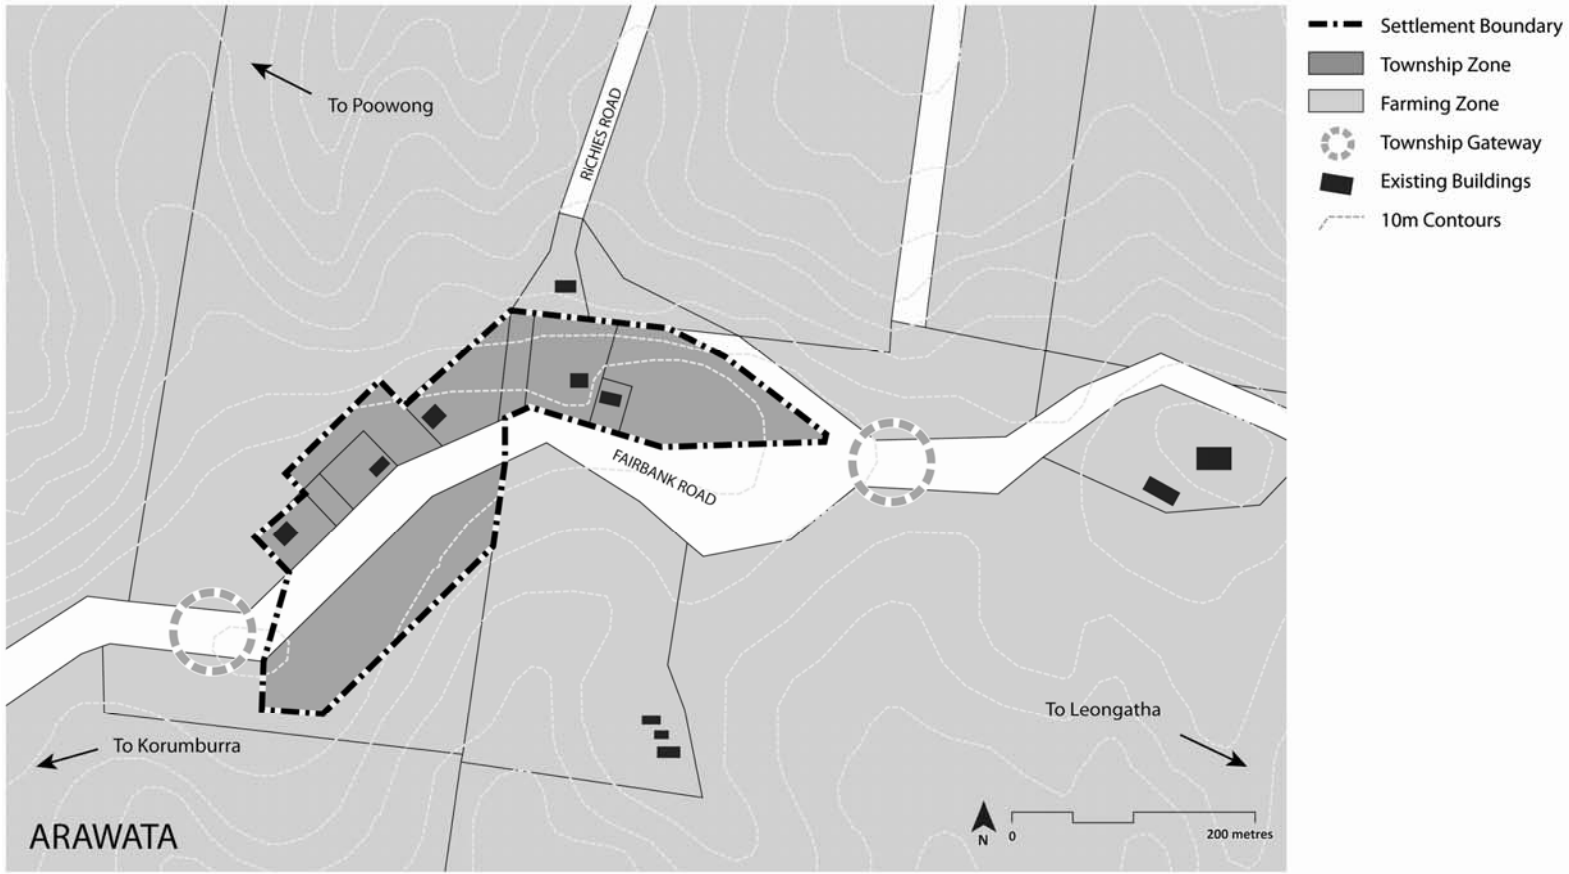 Settlement Boundary
Township Zone
Farming Zone
Township Gateway
Existing Buildings
10m Contours
To Poowong
RICHIES ROAD
FAIRBANK ROAD
To Leongatha
To Korumburra
ARAWATA
N
0
200 metres